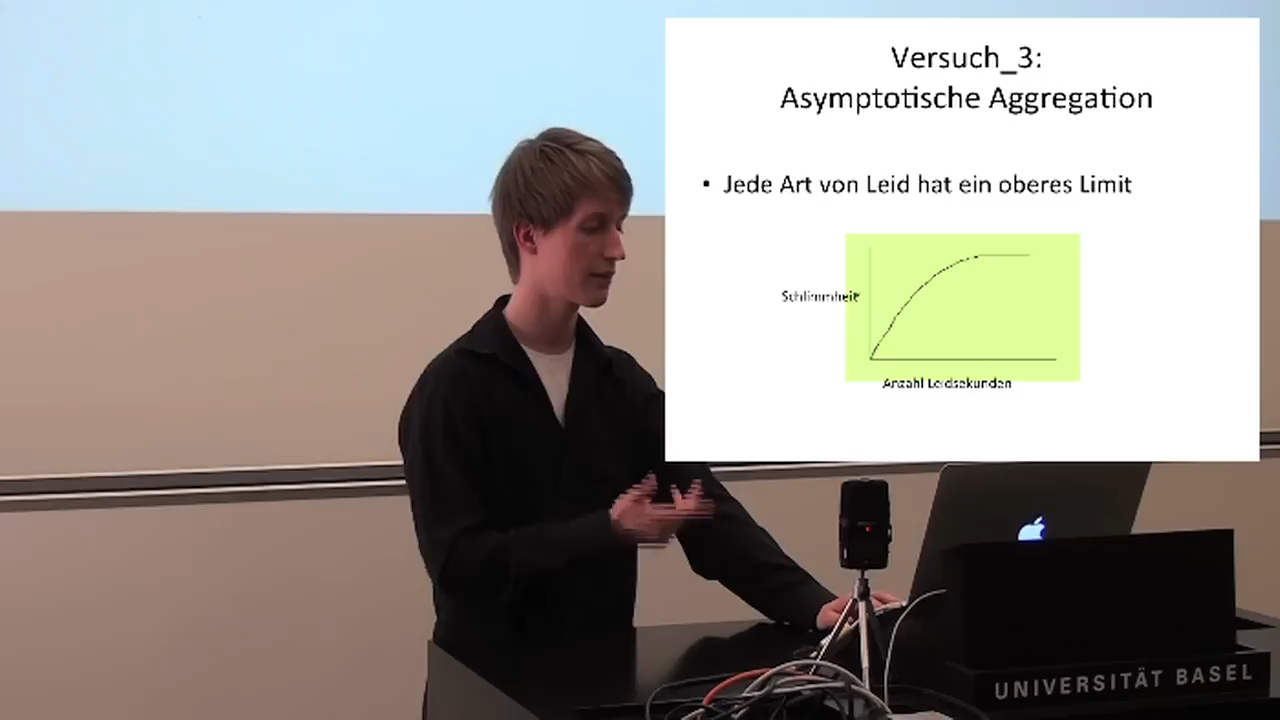 Versuch_3:
Asymptotische Aggregation
• Jede Art von Leid hat ein oberes Limit
Schlimmheit
Anzahl Leidsekunden
UNIVERSITÄT BASEL